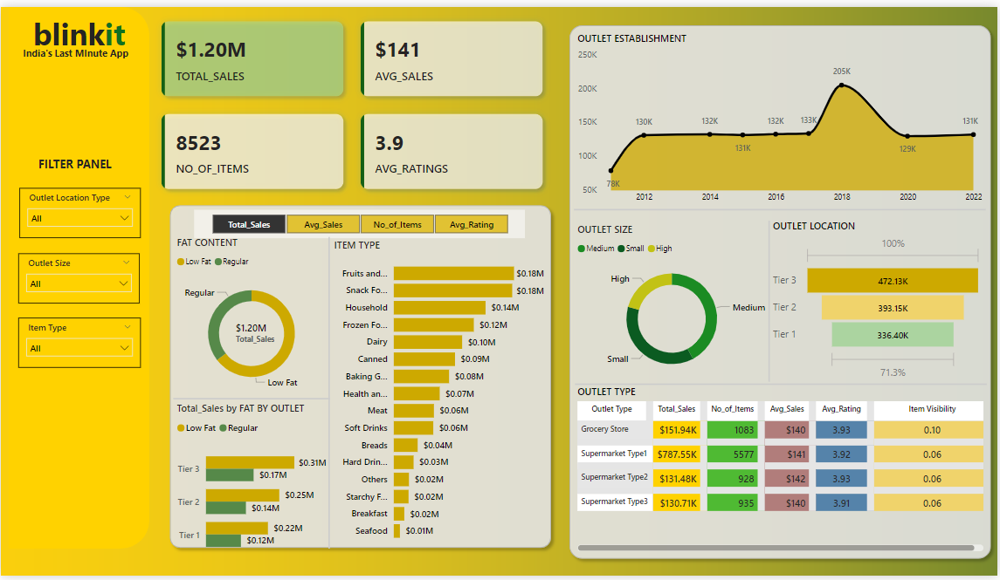 blinkit
India's Last MInute App
FILTER PANEL
Outlet Location Type
All
Outlet Size
All
Item Type
All
$1.20M
TOTAL_SALES
$141
AVG_SALES
8523
NO_OF_ITEMS
3.9
AVG_RATINGS
Total_Sales Avg_Sales No_of_Items Avg_Rating
FAT CONTENT
Low Fat Regular
Regular
$1.20M
Total_Sales
Low Fat
Total_Sales by FAT BY OUTLET
Low Fat Regular
Tier 3 $0.31M
$0.17M
Tier 2 $0.25M
$0.14M
Tier 1 $0.22M
$0.12M
ITEM TYPE
Fruits and... $0.18M
Snack Fo... $0.18M
Household $0.14M
Frozen Fo... $0.12M
Dairy $0.10M
Canned $0.09M
Baking G... $0.08M
Health an... $0.07M
Meat $0.06M
Soft Drinks $0.06M
Breads $0.04M
Hard Drin... $0.03M
Others $0.02M
Starchy F... $0.02M
Breakfast $0.02M
Seafood $0.01M
OUTLET ESTABLISHMENT
250K
200K
150K
100K
50K
78K 130K 132K 131K 132K 133K 205K 129K 131K
2012 2014 2016 2018 2020 2022
OUTLET SIZE
Medium Small High
High
Medium
Small
OUTLET LOCATION
100%
Tier 3 472.13K
Tier 2 393.15K
Tier 1 336.40K
71.3%
OUTLET TYPE
Outlet Type Total_Sales No_of_Items Avg_Sales Avg_Rating Item Visibility
Grocery Store $151.94K 1083 $140 3.93 0.10
Supermarket Type1 $787.55K 5577 $141 3.92 0.06
Supermarket Type2 $131.48K 928 $142 3.93 0.06
Supermarket Type3 $130.71K 935 $140 3.91 0.06